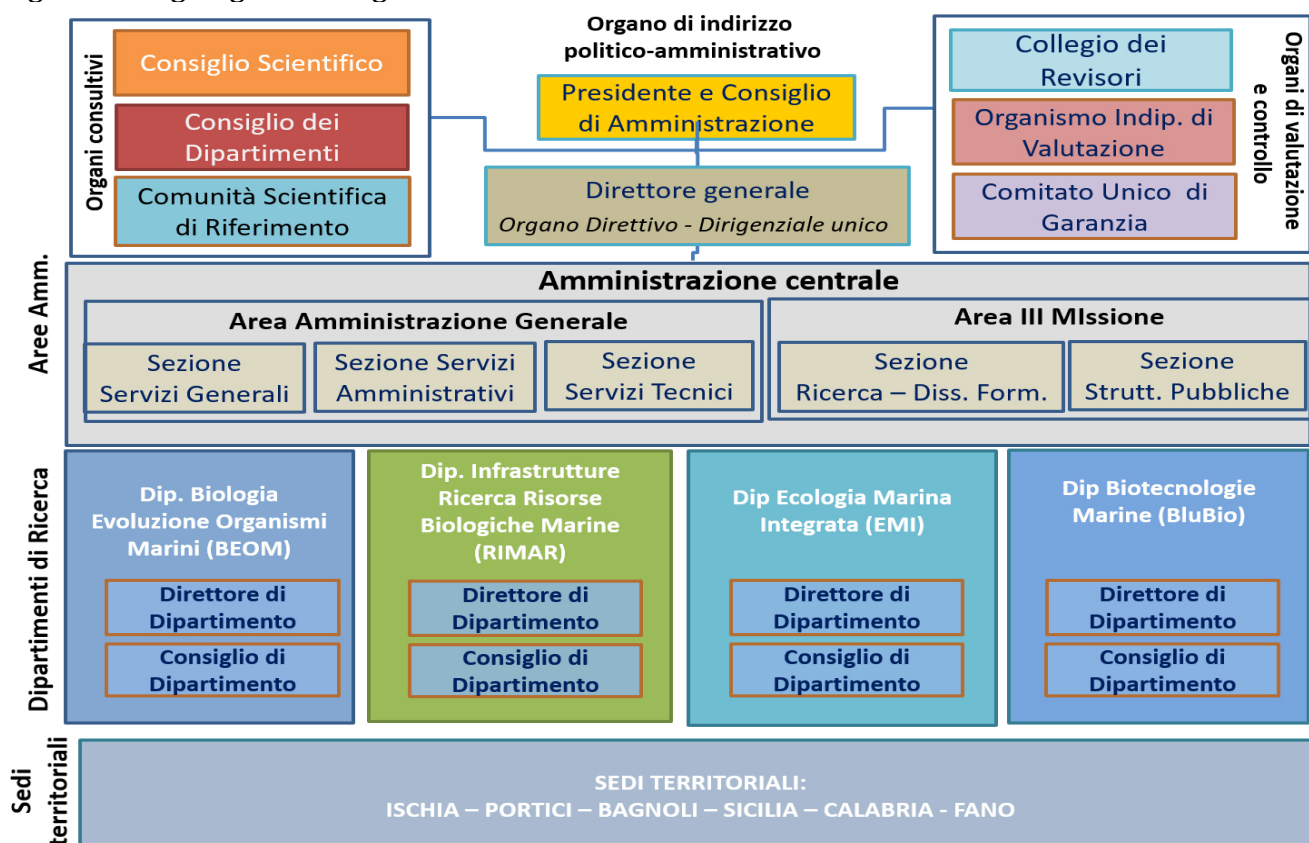 Organo di indirizzo
politico-amministrativo
Organi consultivi
Consiglio Scientifico
Consiglio dei
Dipartimenti
Comunità Scientifica
di Riferimento
Presidente e Consiglio
di Amministrazione
Direttore generale
Organo Direttivo - Dirigenziale unico
Collegio dei
Revisori
Organismo Indip. di
Valutazione
Comitato Unico di
Garanzia
Organi di valutazione
e controllo
Aree Amm.
Amministrazione centrale
Area Amministrazione Generale
Sezione
Servizi Generali
Sezione Servizi
Amministrativi
Sezione
Servizi Tecnici
Area III MIssione
Sezione
Ricerca – Diss. Form.
Sezione
Strutt. Pubbliche
Dipartimenti di Ricerca
Dip. Biologia
Evoluzione Organismi
Marini (BEOM)
Direttore di
Dipartimento
Consiglio di
Dipartimento
Dip. Infrastrutture
Ricerca Risorse
Biologiche Marine
(RIMAR)
Direttore di
Dipartimento
Consiglio di
Dipartimento
Dip Ecologia Marina
Integrata (EMI)
Direttore di
Dipartimento
Consiglio di
Dipartimento
Dip Biotecnologie
Marine (BluBio)
Direttore di
Dipartimento
Consiglio di
Dipartimento
Sedi
territoriali
SEDI TERRITORIALI:
ISCHIA – PORTICI – BAGNOLI – SICILIA – CALABRIA - FANO